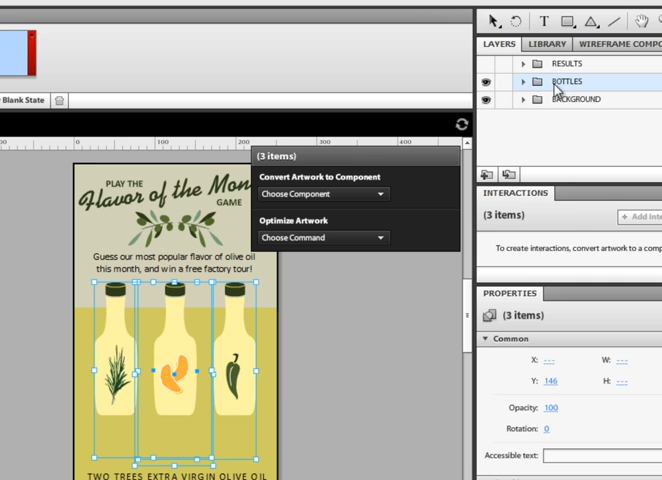 LAYERS
LIBRARY
WIREFRAME COMPO
RESULTS
BOTTLES
BACKGROUND
Blank State
0
100
200
300
400
(3 items)
Convert Artwork to Component
Choose Component
Optimize Artwork
Choose Command
PLAY THE
Flavor of the Mon
GAME
Guess our most popular flavor of olive oil
this month, and win a free factory tour!
TWO TREES EXTRA VIRGIN OLIVE OIL
INTERACTIONS
(3 items)
+ Add Inte
To create interactions, convert artwork to a comp
PROPERTIES
(3 items)
Common
X: --- W: ---
Y: 146 H: ---
Opacity: 100
Rotation: 0
Accessible text: